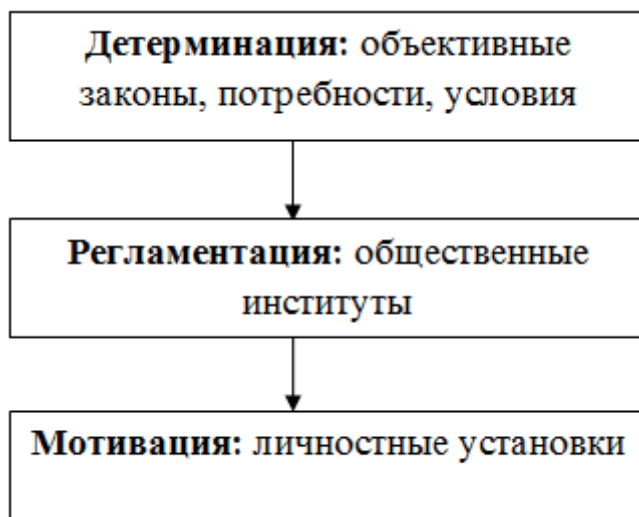 Детерминация: объективные
законы, потребности, условия
Регламентация: общественные
институты
Мотивация: личностные установки